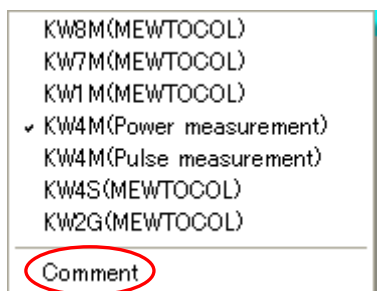 KW8M(MEWTOCOL)
KW7M(MEWTOCOL)
KW1M(MEWTOCOL)
KW4M(Power measurement)
KW4M(Pulse measurement)
KW4S(MEWTOCOL)
KW2G(MEWTOCOL)
Comment